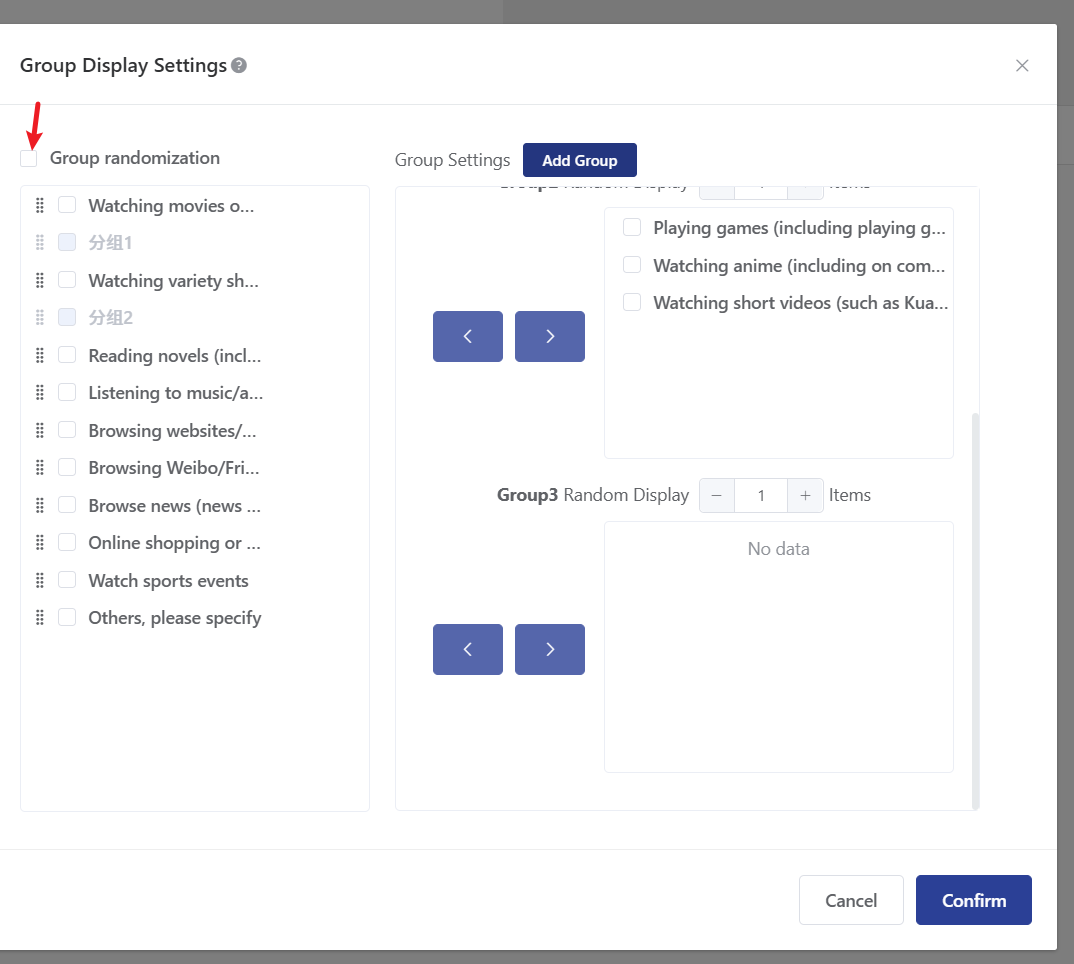 Group Display Settings ?
Group randomization
Watching movies o...
分组1
Watching variety sh...
分组2
Reading novels (incl...
Listening to music/a...
Browsing websites/...
Browsing Weibo/Fri...
Browse news (news ...
Online shopping or ...
Watch sports events
Others, please specify
Group Settings
Add Group
Group2 Random Display 1 Items
Playing games (including playing g...
Watching anime (including on com...
Watching short videos (such as Kua...
Group3 Random Display − 1 + Items
No data
Cancel
Confirm